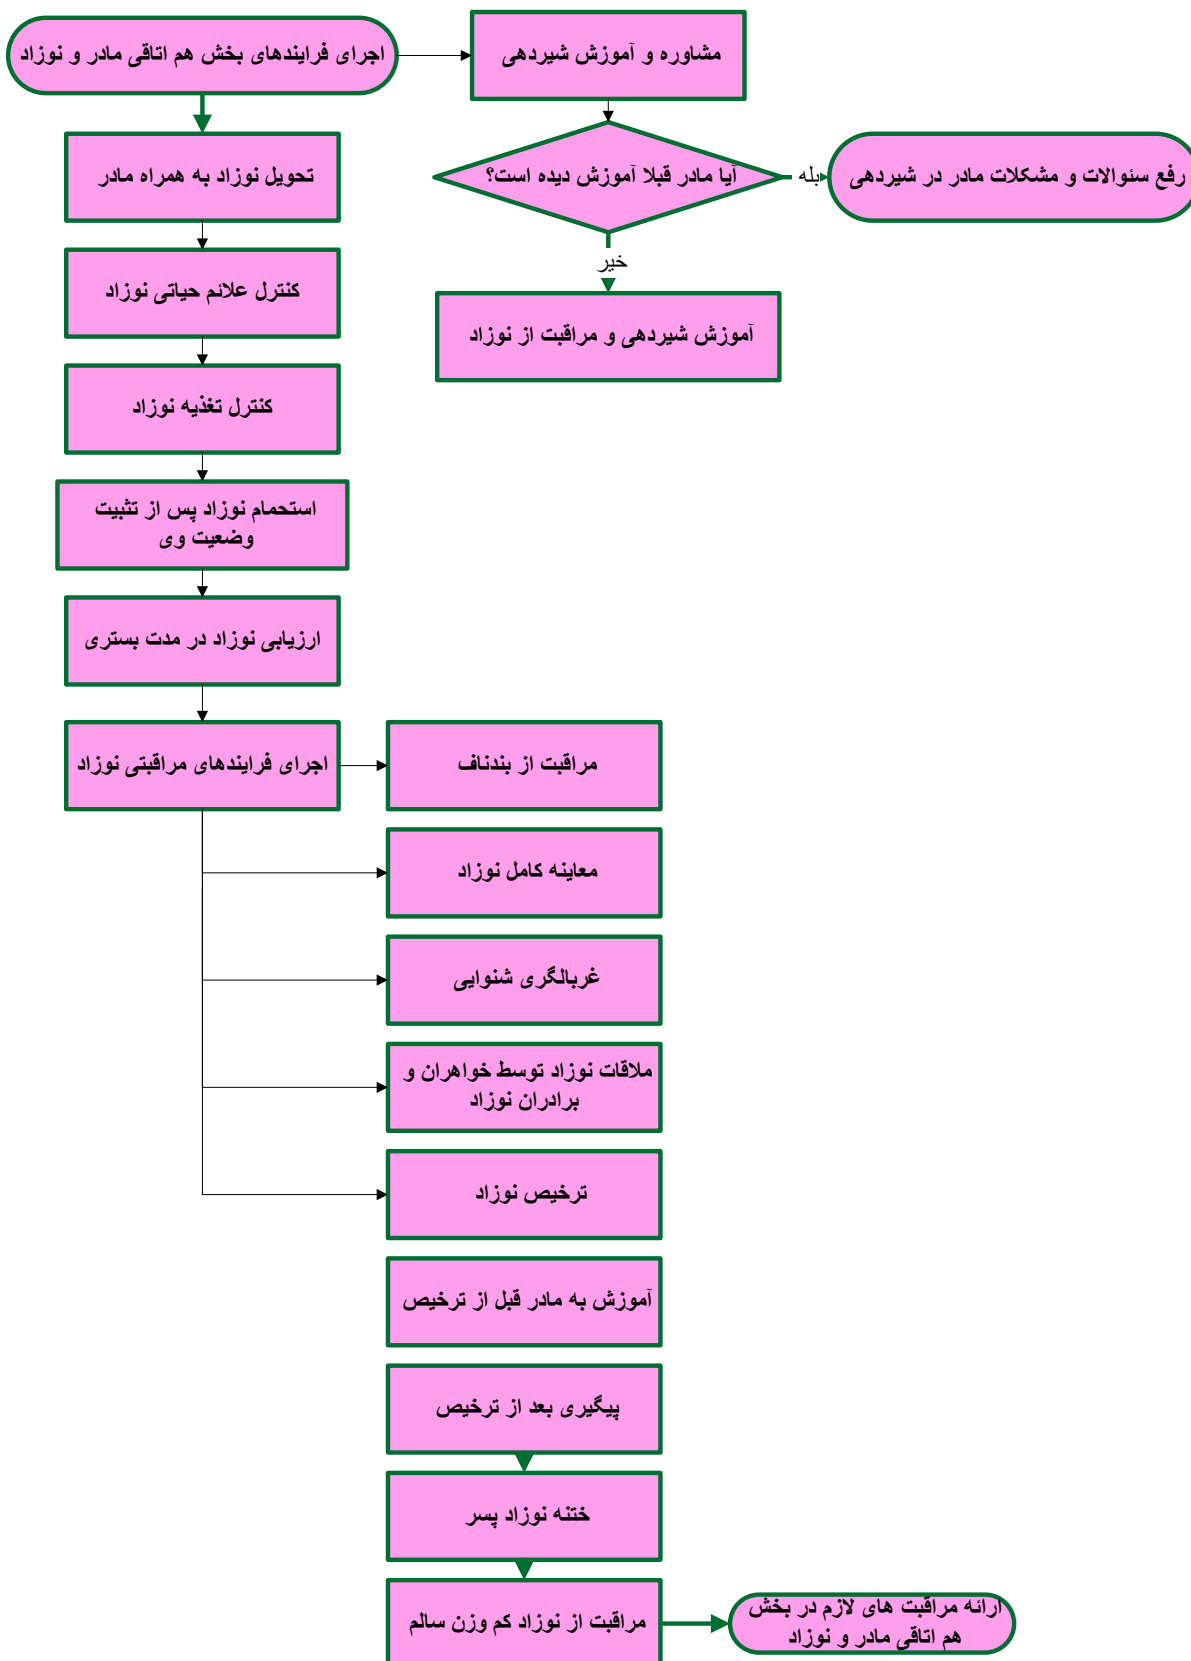 اجرای فرایندهای بخش هم اتاقی مادر و نوزاد
مشاوره و آموزش شیردهی
آیا مادر قبلا آموزش دیده است؟
بله
رفع سئوالات و مشکلات مادر در شیردهی
خیر
آموزش شیردهی و مراقبت از نوزاد
تحویل نوزاد به همراه مادر
کنترل علائم حیاتی نوزاد
کنترل تغذیه نوزاد
استحمام نوزاد پس از تثبیت
وضعیت وی
ارزیابی نوزاد در مدت بستری
اجرای فرایندهای مراقبتی نوزاد
مراقبت از بندناف
معاینه کامل نوزاد
غربالگری شنوایی
ملاقات نوزاد توسط خواهران و
برادران نوزاد
ترخیص نوزاد
آموزش به مادر قبل از ترخیص
پیگیری بعد از ترخیص
ختنه نوزاد پسر
مراقبت از نوزاد کم وزن سالم
ارائه مراقبت های لازم در بخش
هم اتاقی مادر و نوزاد